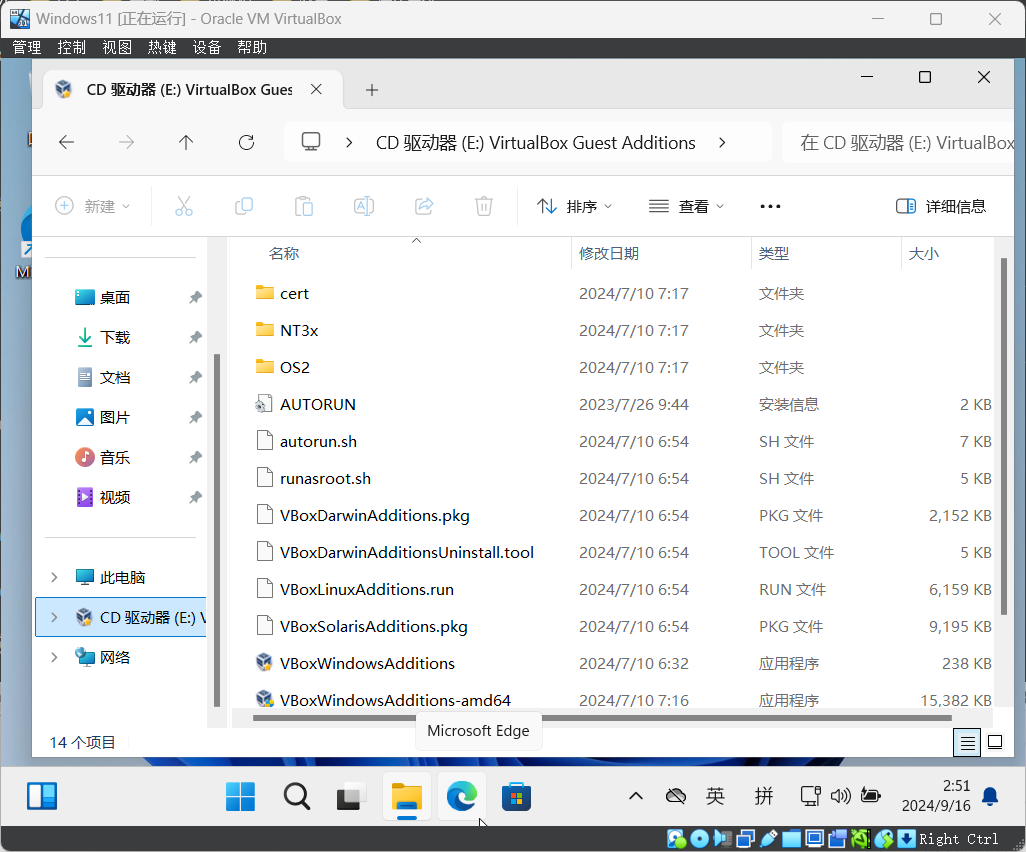 Windows11 [正在运行] - Oracle VM VirtualBox
管理 控制 视图 热键 设备 帮助
CD 驱动器 (E:) VirtualBox Gues
CD 驱动器 (E:) VirtualBox Guest Additions
在 CD 驱动器 (E:) VirtualBox
新建
排序
查看
详细信息
名称 修改日期 类型 大小
桌面
下载
文档
图片
音乐
视频
此电脑
CD 驱动器 (E:) V
网络
cert 2024/7/10 7:17 文件夹
NT3x 2024/7/10 7:17 文件夹
OS2 2024/7/10 7:17 文件夹
AUTORUN 2023/7/26 9:44 安装信息 2 KB
autorun.sh 2024/7/10 6:54 SH 文件 7 KB
runasroot.sh 2024/7/10 6:54 SH 文件 5 KB
VBoxDarwinAdditions.pkg 2024/7/10 6:54 PKG 文件 2,152 KB
VBoxDarwinAdditionsUninstall.tool 2024/7/10 6:54 TOOL 文件 5 KB
VBoxLinuxAdditions.run 2024/7/10 6:54 RUN 文件 6,159 KB
VBoxSolarisAdditions.pkg 2024/7/10 6:54 PKG 文件 9,195 KB
VBoxWindowsAdditions 2024/7/10 6:32 应用程序 238 KB
VBoxWindowsAdditions-amd64 2024/7/10 7:16 应用程序 15,382 KB
Microsoft Edge
14 个项目
英
拼
2:51
2024/9/16
Right Ctrl